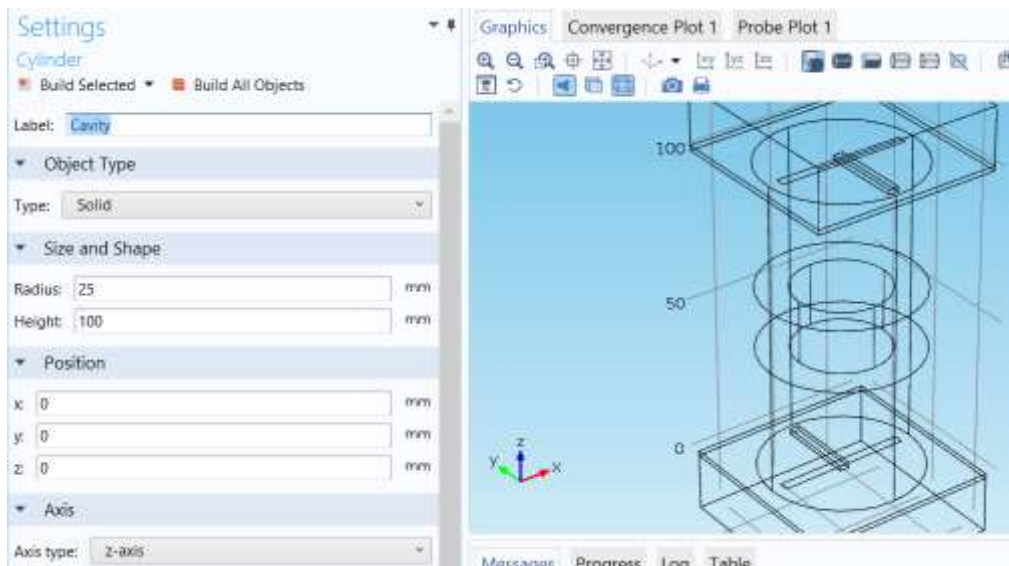 Settings
Cylinder
Build Selected
Build All Objects
Label: Cavity
Object Type
Type: Solid
Size and Shape
Radius: 25 mm
Height: 100 mm
Position
x: 0 mm
y: 0 mm
z: 0 mm
Axis
Axis type: z-axis
Graphics Convergence Plot 1 Probe Plot 1
100
50
0
z
y
x
Messages Progress Log Table